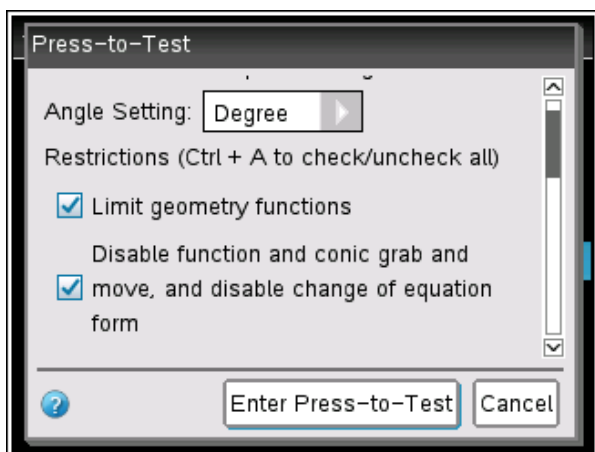 Press-to-Test
Angle Setting: Degree
Restrictions (Ctrl + A to check/uncheck all)
Limit geometry functions
Disable function and conic grab and
move, and disable change of equation
form
Enter Press-to-Test Cancel